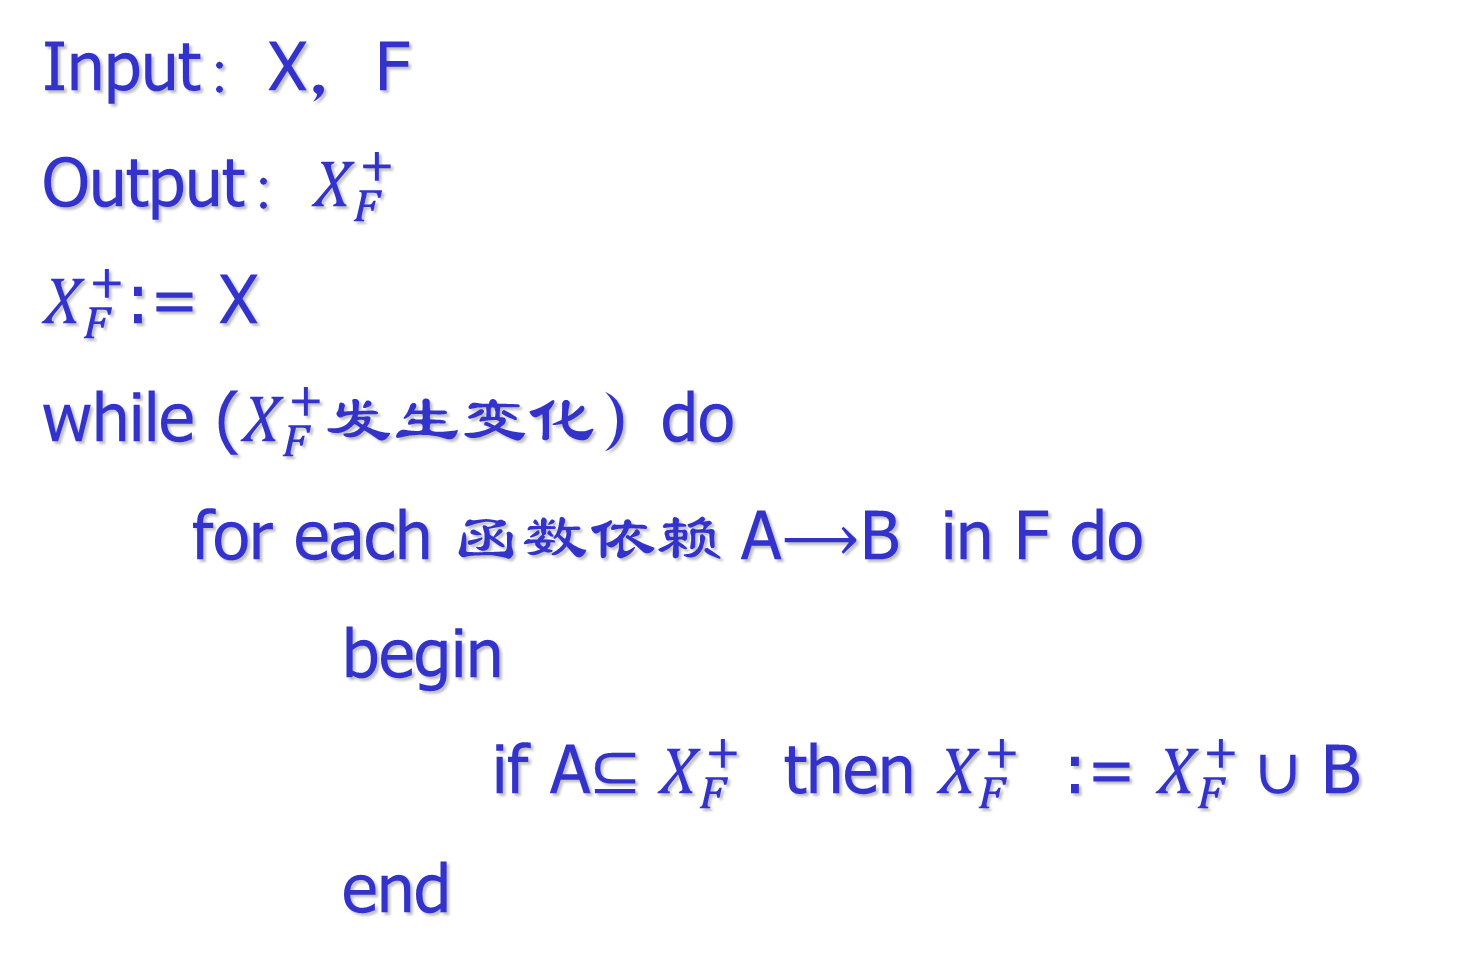 Input： X，F
Output： X_F^+
X_F^+:= X
while (X_F^+发生变化）do
for each 函数依赖 A⟶B in F do
begin
if A⊆ X_F^+ then X_F^+ := X_F^+ ∪ B
end